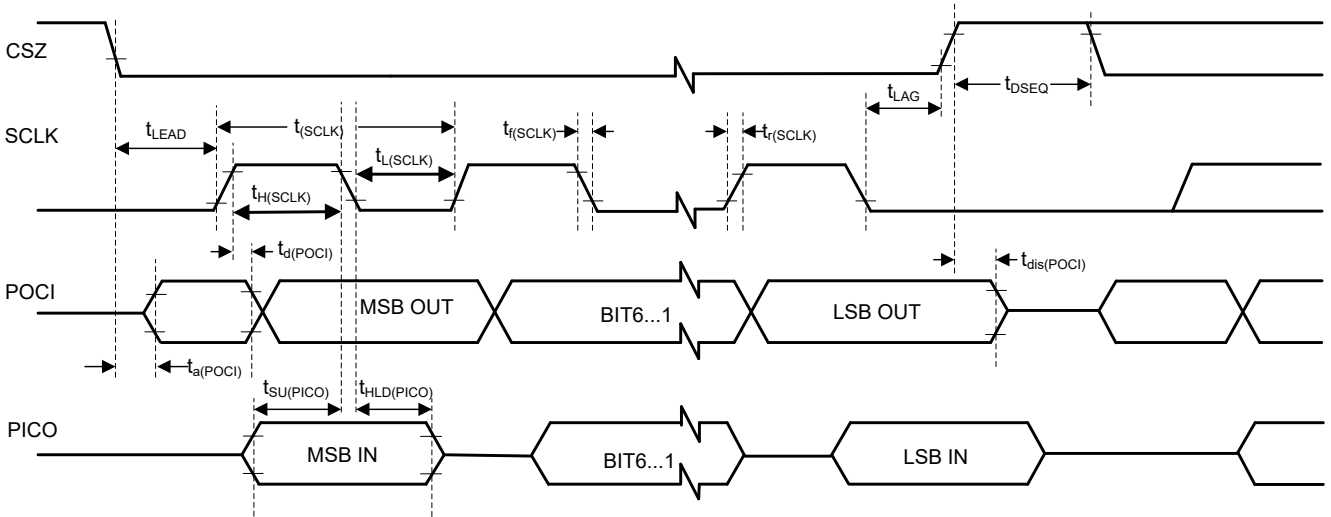 CSZ
tLAG
tDSEQ
SCLK
tLEAD
t(SCLK)
tf(SCLK)
tr(SCLK)
tL(SCLK)
tH(SCLK)
td(POCI)
tdis(POCI)
POCI
MSB OUT
BIT6...1
LSB OUT
ta(POCI)
tSU(PICO)
tHLD(PICO)
PICO
MSB IN
BIT6...1
LSB IN